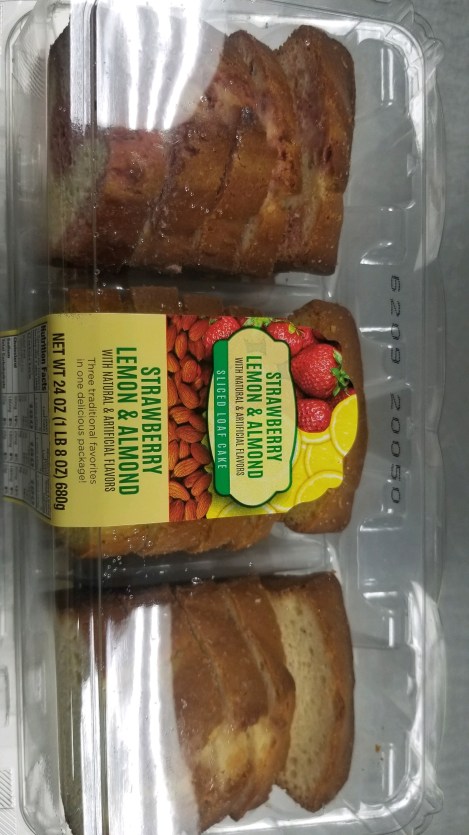 STRAWBERRY
LEMON & ALMOND
WITH NATURAL & ARTIFICIAL FLAVORS
SLICED LOAF CAKE
STRAWBERRY
LEMON & ALMOND
WITH NATURAL & ARTIFICIAL FLAVORS
Three traditional favorites
in one delicious package!
NET WT 24 OZ (1 LB 8 OZ) 680g
Nutrition Facts
6209 20050